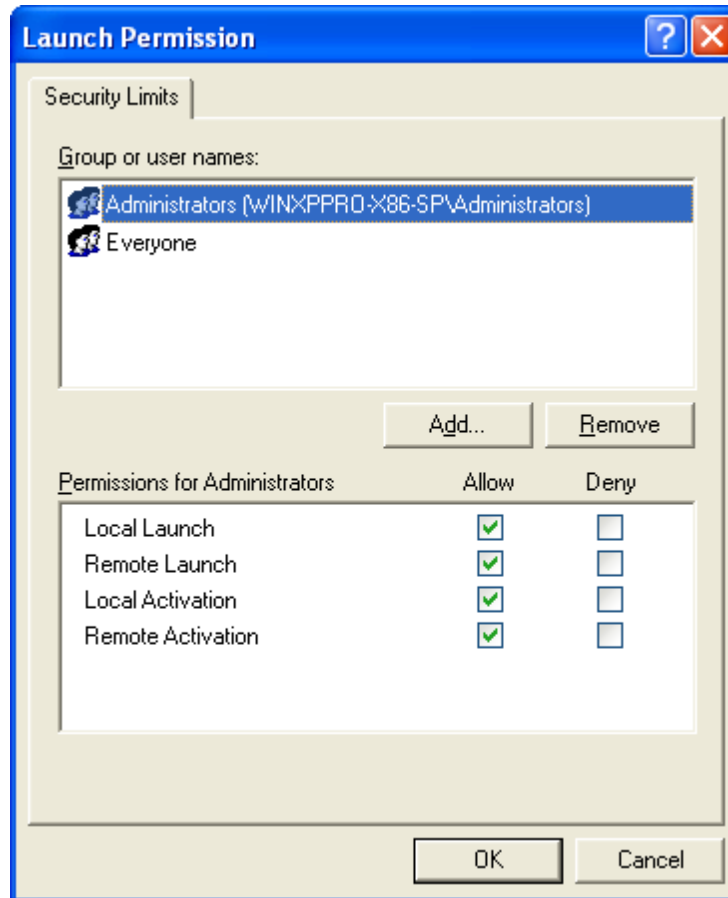 Launch Permission
Security Limits
Group or user names:
Administrators (WINXPPRO-X86-SP\Administrators)
Everyone
Add...
Remove
Permissions for Administrators Allow Deny
Local Launch
Remote Launch
Local Activation
Remote Activation
OK
Cancel